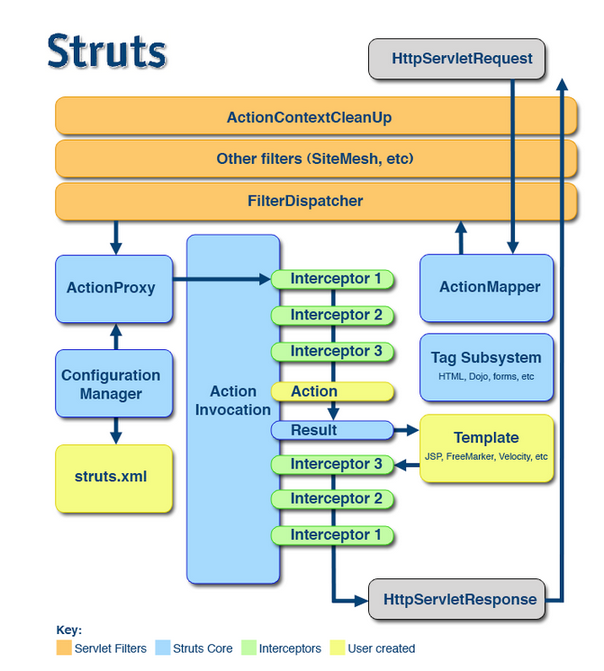 Struts
HttpServletRequest
ActionContextCleanUp
Other filters (SiteMesh, etc)
FilterDispatcher
ActionProxy
Interceptor 1
ActionMapper
Interceptor 2
Interceptor 3
Tag Subsystem
HTML, Dojo, forms, etc
Configuration
Manager
Action
Invocation
Action
Result
Template
JSP, FreeMarker, Velocity, etc
struts.xml
Interceptor 3
Interceptor 2
Interceptor 1
HttpServletResponse
Key:
Servlet Filters
Struts Core
Interceptors
User created